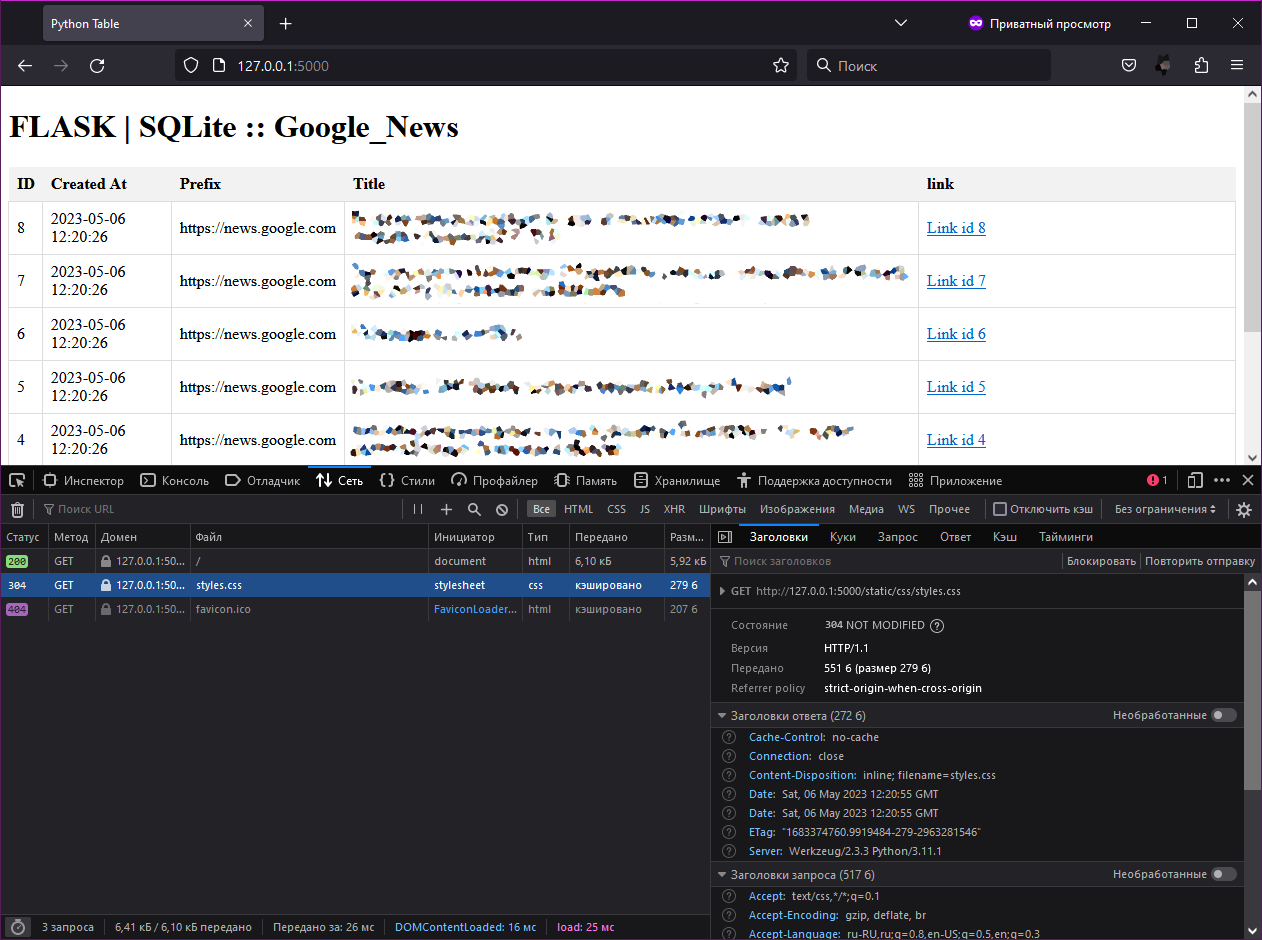 Python Table
Приватный просмотр
127.0.0.1:5000
Поиск
FLASK | SQLite :: Google_News
ID Created At Prefix Title link
8 2023-05-06 12:20:26 https://news.google.com Link id 8
7 2023-05-06 12:20:26 https://news.google.com Link id 7
6 2023-05-06 12:20:26 https://news.google.com Link id 6
5 2023-05-06 12:20:26 https://news.google.com Link id 5
4 2023-05-06 12:20:26 https://news.google.com Link id 4
Инспектор Консоль Отладчик Сеть Стили Профайлер Память Хранилище Поддержка доступности Приложение 1
Поиск URL Все HTML CSS JS XHR Шрифты Изображения Медиа WS Прочее Отключить кэш Без ограничения
Статус Метод Домен Файл Инициатор Тип Передано Разм...
200 GET 127.0.0.1:50... / document html 6,10 кБ 5,92 кБ
304 GET 127.0.0.1:50... styles.css stylesheet css кэшировано 279 б
404 GET 127.0.0.1:50... favicon.ico FaviconLoader... html кэшировано 207 б
Заголовки Куки Запрос Ответ Кэш Тайминги
Поиск заголовков Блокировать Повторить отправку
GET http://127.0.0.1:5000/static/css/styles.css
Состояние 304 NOT MODIFIED
Версия HTTP/1.1
Передано 551 б (размер 279 б)
Referrer policy strict-origin-when-cross-origin
Заголовки ответа (272 б) Необработанные
Cache-Control: no-cache
Connection: close
Content-Disposition: inline; filename=styles.css
Date: Sat, 06 May 2023 12:20:55 GMT
Date: Sat, 06 May 2023 12:20:55 GMT
ETag: "1683374760.9919484-279-2963281546"
Server: Werkzeug/2.3.3 Python/3.11.1
Заголовки запроса (517 б) Необработанные
Accept: text/css,*/*;q=0.1
Accept-Encoding: gzip, deflate, br
Accept-Language: ru-RU,ru;q=0.8,en-US;q=0.5,en;q=0.3
3 запроса 6,41 кБ / 6,10 кБ передано Передано за: 26 мс DOMContentLoaded: 16 мс load: 25 мс